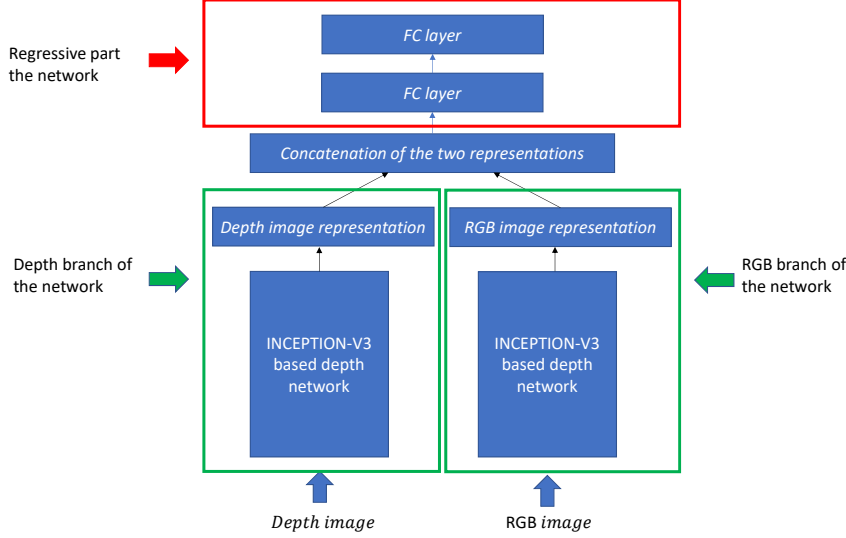 FC layer
Regressive part
the network
FC layer
Concatenation of the two representations
Depth image representation
RGB image representation
Depth branch of
the network
RGB branch of
the network
INCEPTION-V3
based depth
network
INCEPTION-V3
based depth
network
Depth image
RGB image